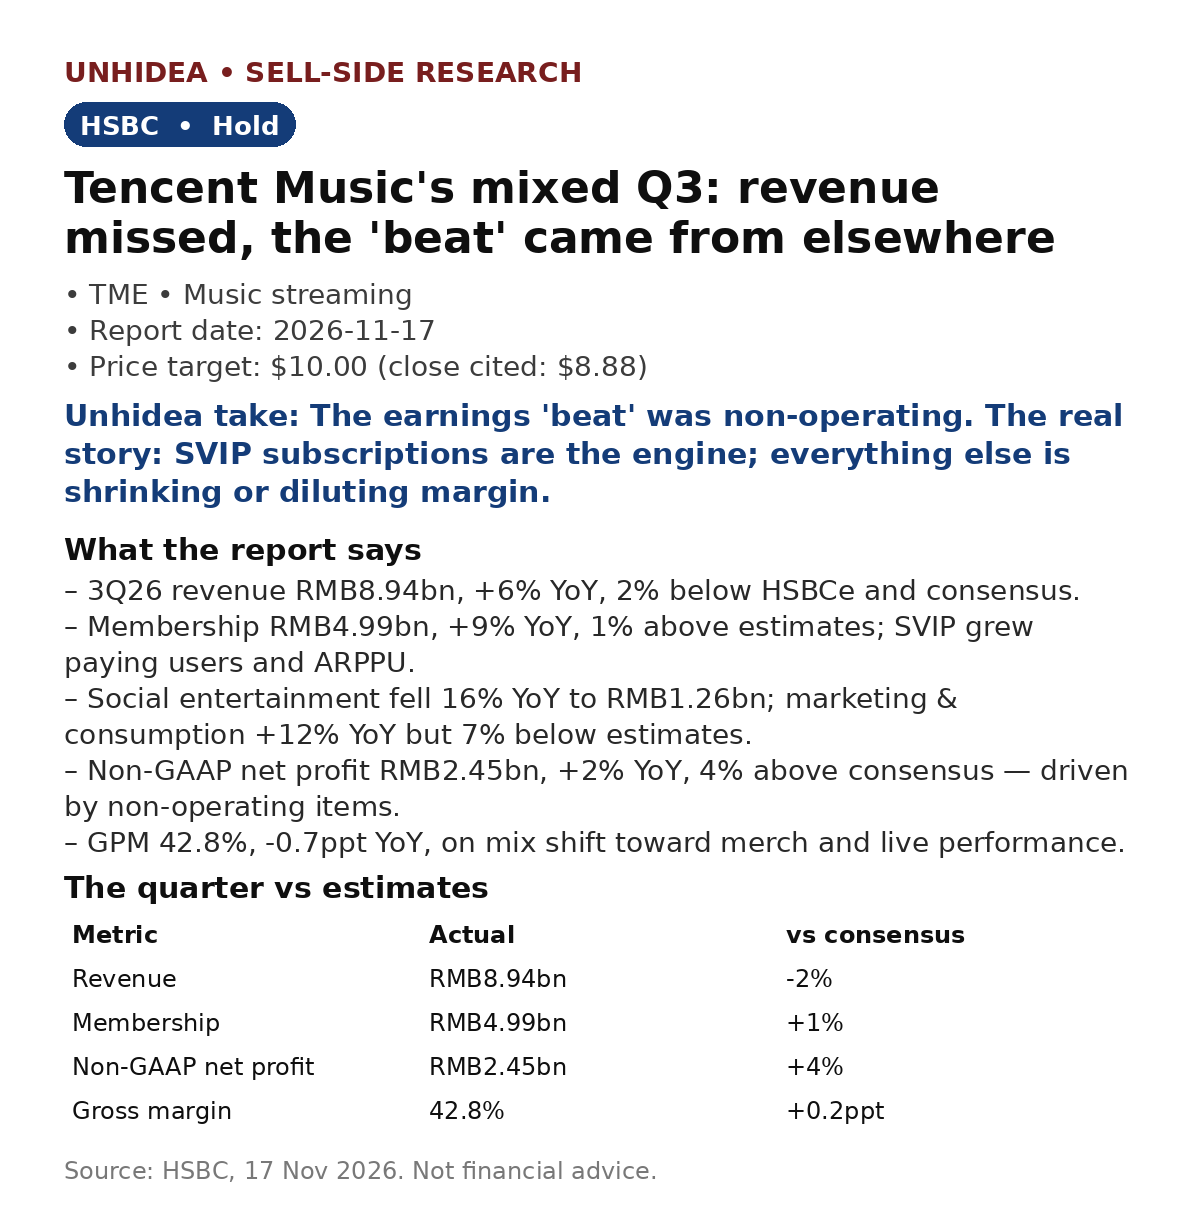 UNHIDEA • SELL-SIDE RESEARCH
HSBC • Hold
Tencent Music's mixed Q3: revenue
missed, the 'beat' came from elsewhere
• TME • Music streaming
• Report date: 2026-11-17
• Price target: $10.00 (close cited: $8.88)
Unhidea take: The earnings 'beat' was non-operating. The real
story: SVIP subscriptions are the engine; everything else is
shrinking or diluting margin.
What the report says
– 3Q26 revenue RMB8.94bn, +6% YoY, 2% below HSBCe and consensus.
– Membership RMB4.99bn, +9% YoY, 1% above estimates; SVIP grew
paying users and ARPPU.
– Social entertainment fell 16% YoY to RMB1.26bn; marketing &
consumption +12% YoY but 7% below estimates.
– Non-GAAP net profit RMB2.45bn, +2% YoY, 4% above consensus — driven
by non-operating items.
– GPM 42.8%, -0.7ppt YoY, on mix shift toward merch and live performance.
The quarter vs estimates
Metric Actual vs consensus
Revenue RMB8.94bn -2%
Membership RMB4.99bn +1%
Non-GAAP net profit RMB2.45bn +4%
Gross margin 42.8% +0.2ppt
Source: HSBC, 17 Nov 2026. Not financial advice.